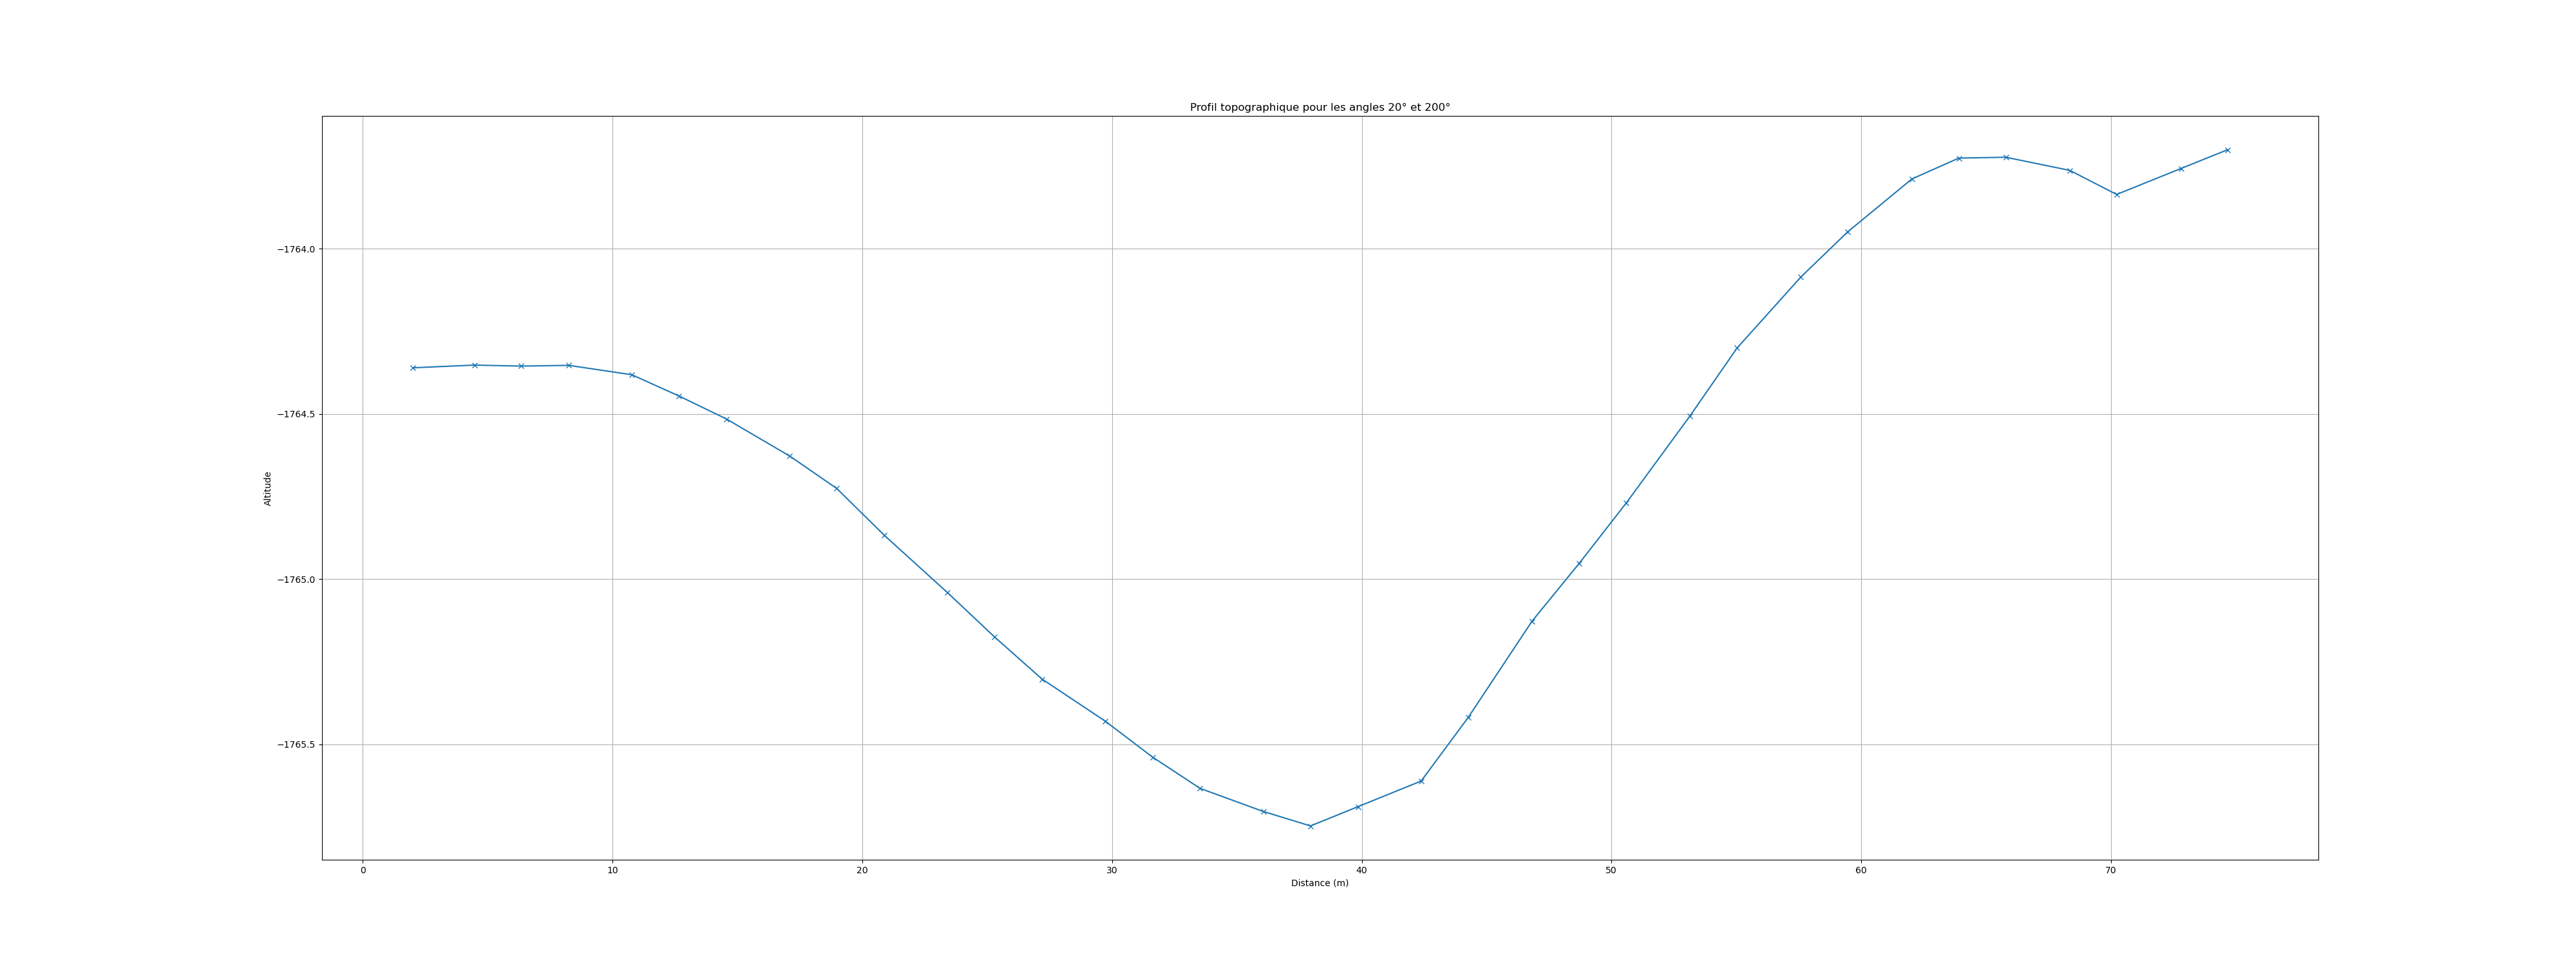 Profil topographique pour les angles 20° et 200°
−1764.0
−1764.5
−1765.0
−1765.5
Altitude
0 10 20 30 40 50 60 70
Distance (m)